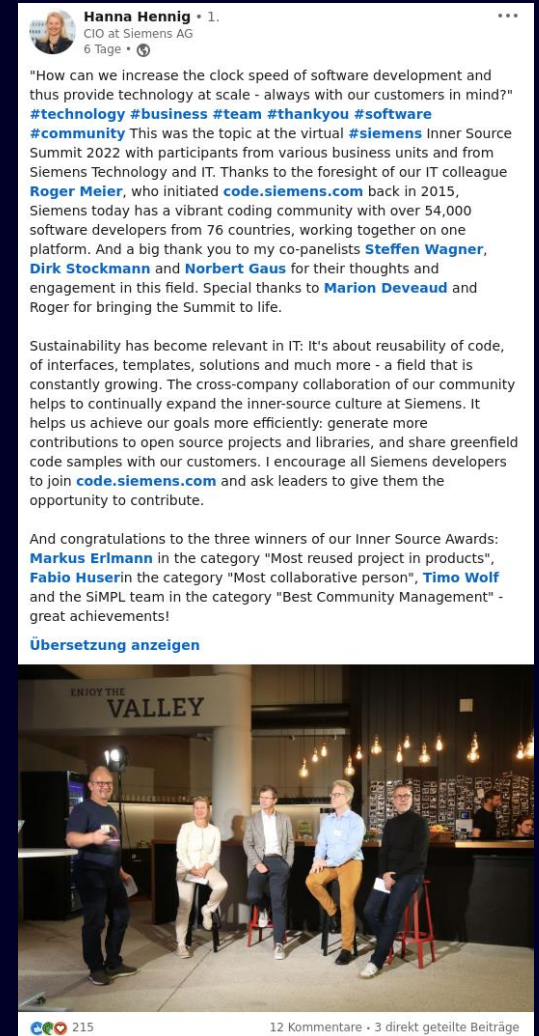 Hanna Hennig • 1.
CIO at Siemens AG
6 Tage •
"How can we increase the clock speed of software development and
thus provide technology at scale - always with our customers in mind?"
#technology #business #team #thankyou #software
#community This was the topic at the virtual #siemens Inner Source
Summit 2022 with participants from various business units and from
Siemens Technology and IT. Thanks to the foresight of our IT colleague
Roger Meier, who initiated code.siemens.com back in 2015,
Siemens today has a vibrant coding community with over 54,000
software developers from 76 countries, working together on one
platform. And a big thank you to my co-panelists Steffen Wagner,
Dirk Stockmann and Norbert Gaus for their thoughts and
engagement in this field. Special thanks to Marion Deveaud and
Roger for bringing the Summit to life.
Sustainability has become relevant in IT: It's about reusability of code,
of interfaces, templates, solutions and much more - a field that is
constantly growing. The cross-company collaboration of our community
helps to continually expand the inner-source culture at Siemens. It
helps us achieve our goals more efficiently: generate more
contributions to open source projects and libraries, and share greenfield
code samples with our customers. I encourage all Siemens developers
to join code.siemens.com and ask leaders to give them the
opportunity to contribute.
And congratulations to the three winners of our Inner Source Awards:
Markus Erlmann in the category "Most reused project in products",
Fabio Huserin the category "Most collaborative person", Timo Wolf
and the SiMPL team in the category "Best Community Management" -
great achievements!
Übersetzung anzeigen
ENJOY THE
VALLEY
215
12 Kommentare • 3 direkt geteilte Beiträge